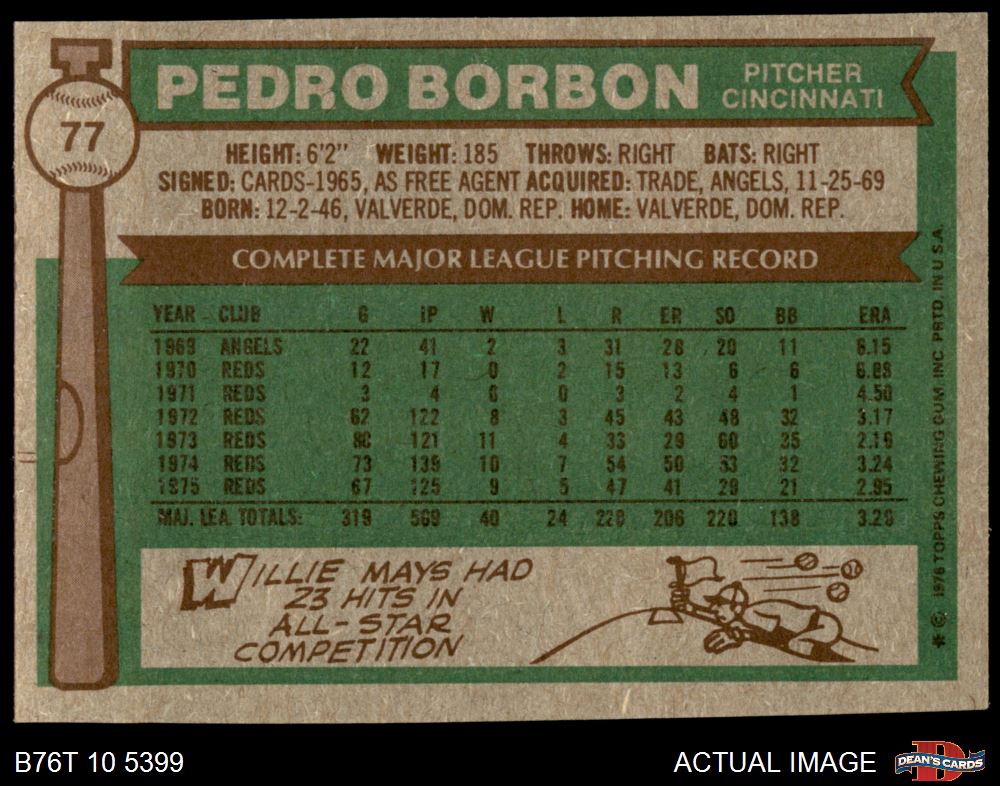 77
PEDRO BORBON
PITCHER
CINCINNATI
HEIGHT: 6'2" WEIGHT: 185 THROWS: RIGHT BATS: RIGHT
SIGNED: CARDS-1965, AS FREE AGENT ACQUIRED: TRADE, ANGELS, 11-25-69
BORN: 12-2-46, VALVERDE, DOM. REP. HOME: VALVERDE, DOM. REP.
COMPLETE MAJOR LEAGUE PITCHING RECORD
YEAR CLUB G IP W L R ER SO BB ERA
1969 ANGELS 22 41 2 3 31 28 20 11 6.15
1970 REDS 12 17 0 2 15 13 6 6 6.88
1971 REDS 3 4 0 0 3 2 4 1 4.50
1972 REDS 62 122 8 3 45 43 48 32 3.17
1973 REDS 80 121 11 4 33 29 60 35 2.16
1974 REDS 73 139 10 7 54 50 53 32 3.24
1975 REDS 67 125 9 5 47 41 29 21 2.95
MAJ. LEA. TOTALS: 319 569 40 24 228 206 220 138 3.26
WILLIE MAYS HAD
23 HITS IN
ALL-STAR
COMPETITION
* © 1976 TOPPS CHEWING GUM INC. PRTD. IN U.S.A.
B76T 10 5399
ACTUAL IMAGE
D
DEAN'S CARDS